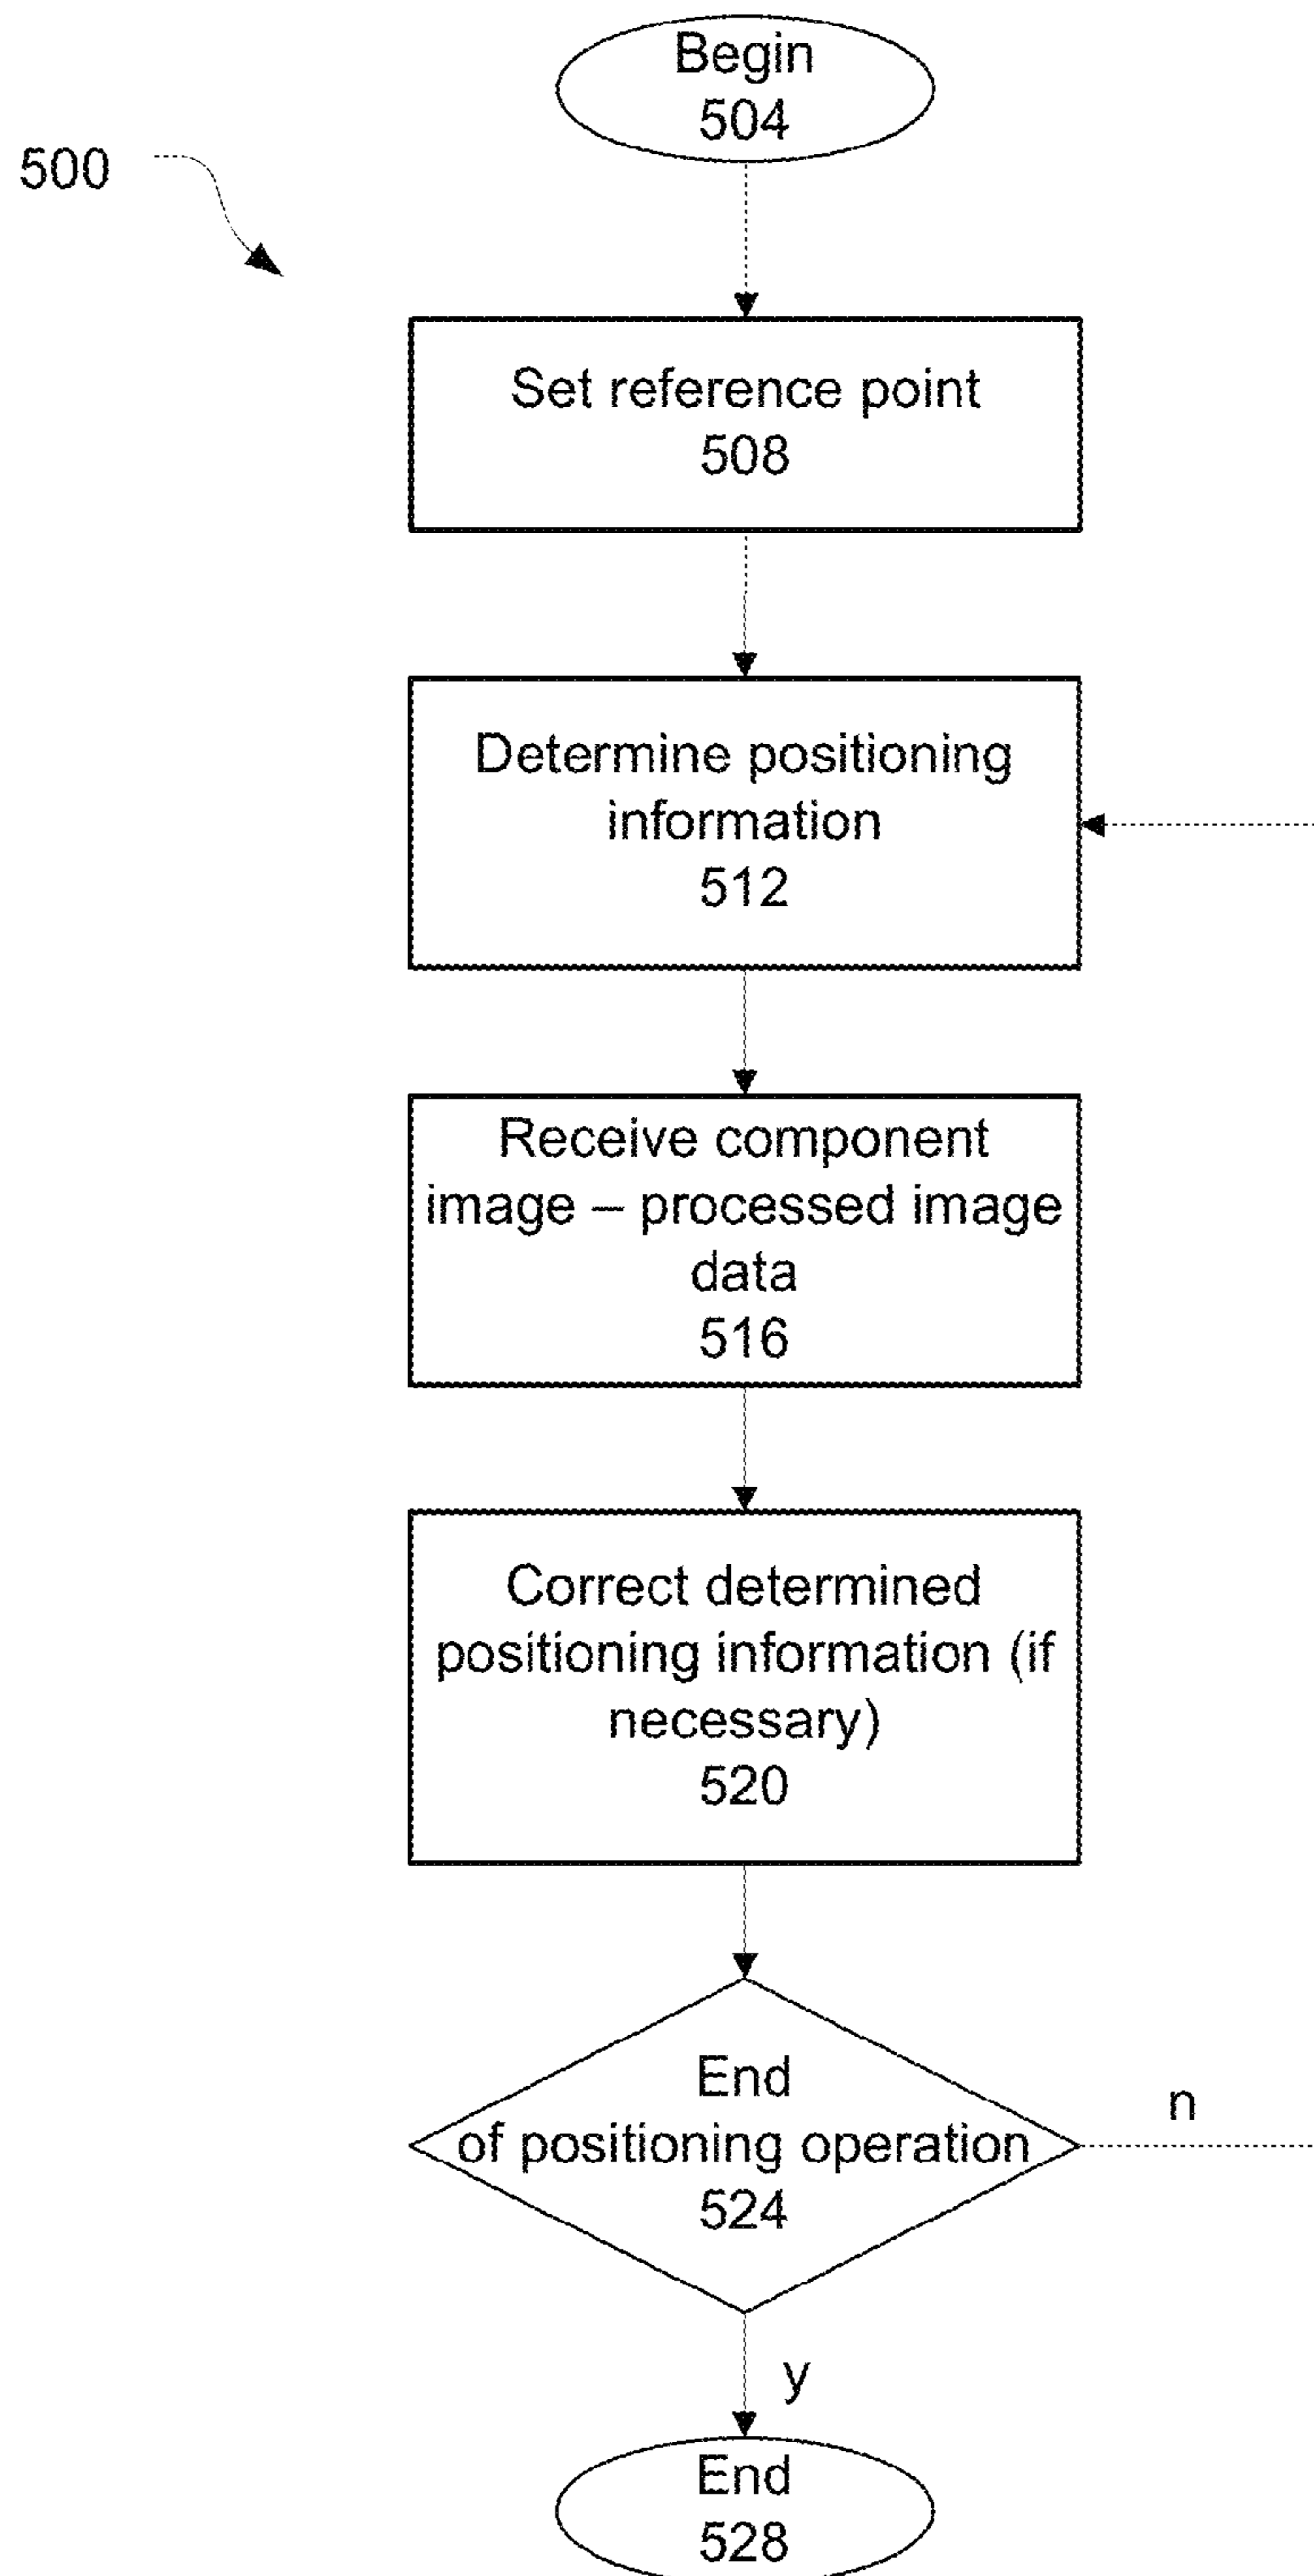 Begin
504
500
Set reference point
508
Determine positioning
information
512
Receive component
image – processed image
data
516
Correct determined
positioning information (if
necessary)
520
End
of positioning operation
524
n
y
End
528